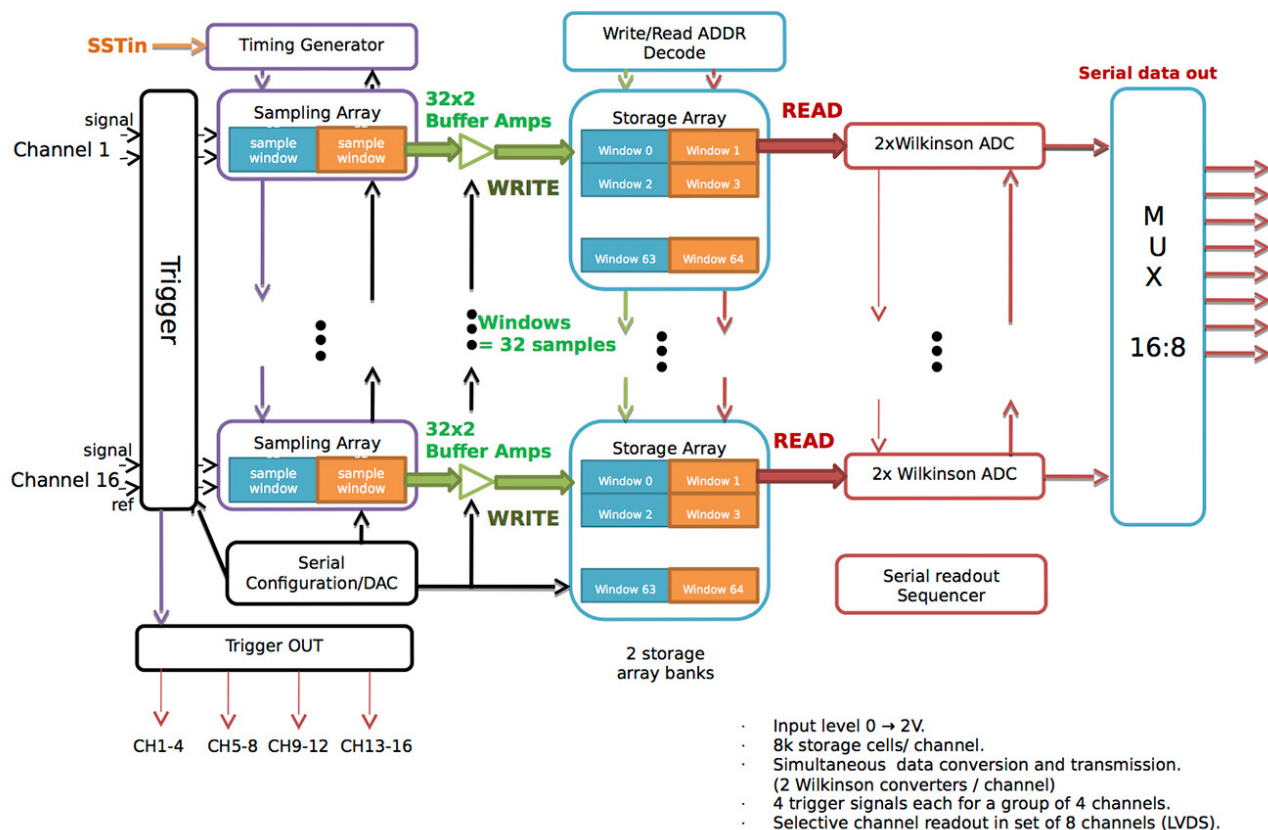 SSTin
Timing Generator
Write/Read ADDR
Decode
Serial data out
signal
Channel 1
Trigger
Sampling Array
sample
window
sample
window
32x2
Buffer Amps
WRITE
Storage Array
Window 0
Window 1
Window 2
Window 3
Window 63
Window 64
READ
2xWilkinson ADC
M
U
X
16:8
Windows
= 32 samples
signal
Channel 16
ref
Sampling Array
sample
window
sample
window
32x2
Buffer Amps
WRITE
Storage Array
Window 0
Window 1
Window 2
Window 3
Window 63
Window 64
READ
2x Wilkinson ADC
Serial
Configuration/DAC
Serial readout
Sequencer
Trigger OUT
2 storage
array banks
CH1-4
CH5-8
CH9-12
CH13-16
· Input level 0 → 2V.
· 8k storage cells/ channel.
· Simultaneous data conversion and transmission.
(2 Wilkinson converters / channel)
· 4 trigger signals each for a group of 4 channels.
· Selective channel readout in set of 8 channels (LVDS).